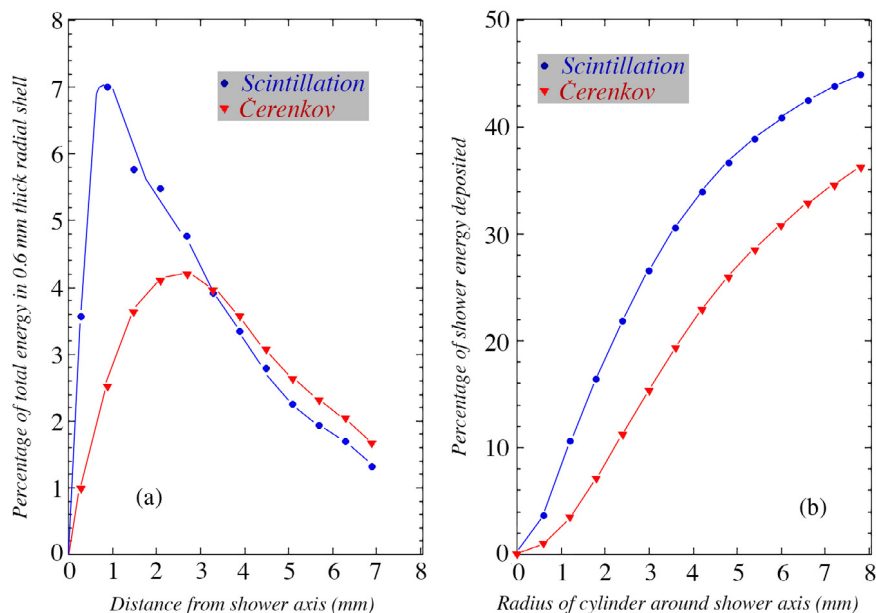 8
7
6
5
4
3
2
1
0
Percentage of total energy in 0.6 mm thick radial shell
Scintillation
Čerenkov
(a)
0 1 2 3 4 5 6 7 8
Distance from shower axis (mm)
50
40
30
20
10
0
Percentage of shower energy deposited
Scintillation
Čerenkov
(b)
0 1 2 3 4 5 6 7 8
Radius of cylinder around shower axis (mm)